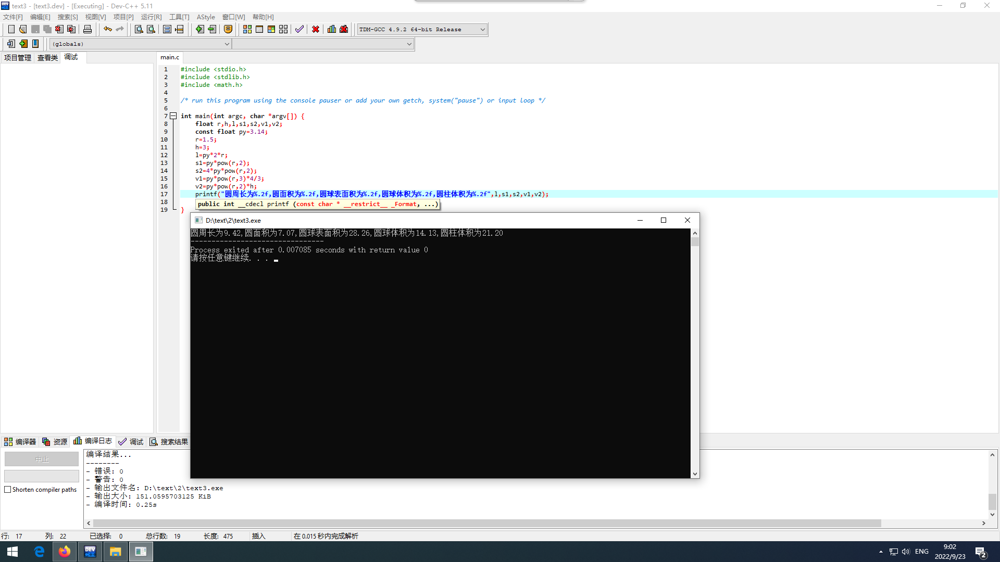 text3 - [text3.dev] - [Executing] - Dev-C++ 5.11
文件[F] 编辑[E] 搜索[S] 视图[V] 项目[P] 运行[R] 工具[T] AStyle 窗口[W] 帮助[H]
TDM-GCC 4.9.2 64-bit Release
(globals)
项目管理 查看类 调试
main.c
1 #include <stdio.h>
2 #include <stdlib.h>
3 #include <math.h>
4
5 /* run this program using the console pauser or add your own getch, system("pause") or input loop */
6
7 int main(int argc, char *argv[]) {
8 float r,h,l,s1,s2,v1,v2;
9 const float py=3.14;
10 r=1.5;
11 h=3;
12 l=py*2*r;
13 s1=py*pow(r,2);
14 s2=4*py*pow(r,2);
15 v1=py*pow(r,3)*4/3;
16 v2=py*pow(r,2)*h;
17 printf("圆周长为%.2f,圆面积为%.2f,圆球表面积为%.2f,圆球体积为%.2f,圆柱体积为%.2f",l,s1,s2,v1,v2);
18 public int __cdecl printf (const char * __restrict__ _Format, ...)
19 }
D:\text\2\text3.exe
圆周长为9.42,圆面积为7.07,圆球表面积为28.26,圆球体积为14.13,圆柱体积为21.20
--------------------------------
Process exited after 0.007085 seconds with return value 0
请按任意键继续. . .
编译器 资源 编译日志 调试 搜索结果
中止
Shorten compiler paths
编译结果...
--------
- 错误: 0
- 警告: 0
- 输出文件名: D:\text\2\text3.exe
- 输出大小: 151.0595703125 KiB
- 编译时间: 0.25s
行: 17 列: 22 已选择: 0 总行数: 19 长度: 475 插入 在 0.015 秒内完成解析
DEV C++
ENG
9:02
2022/9/23
2